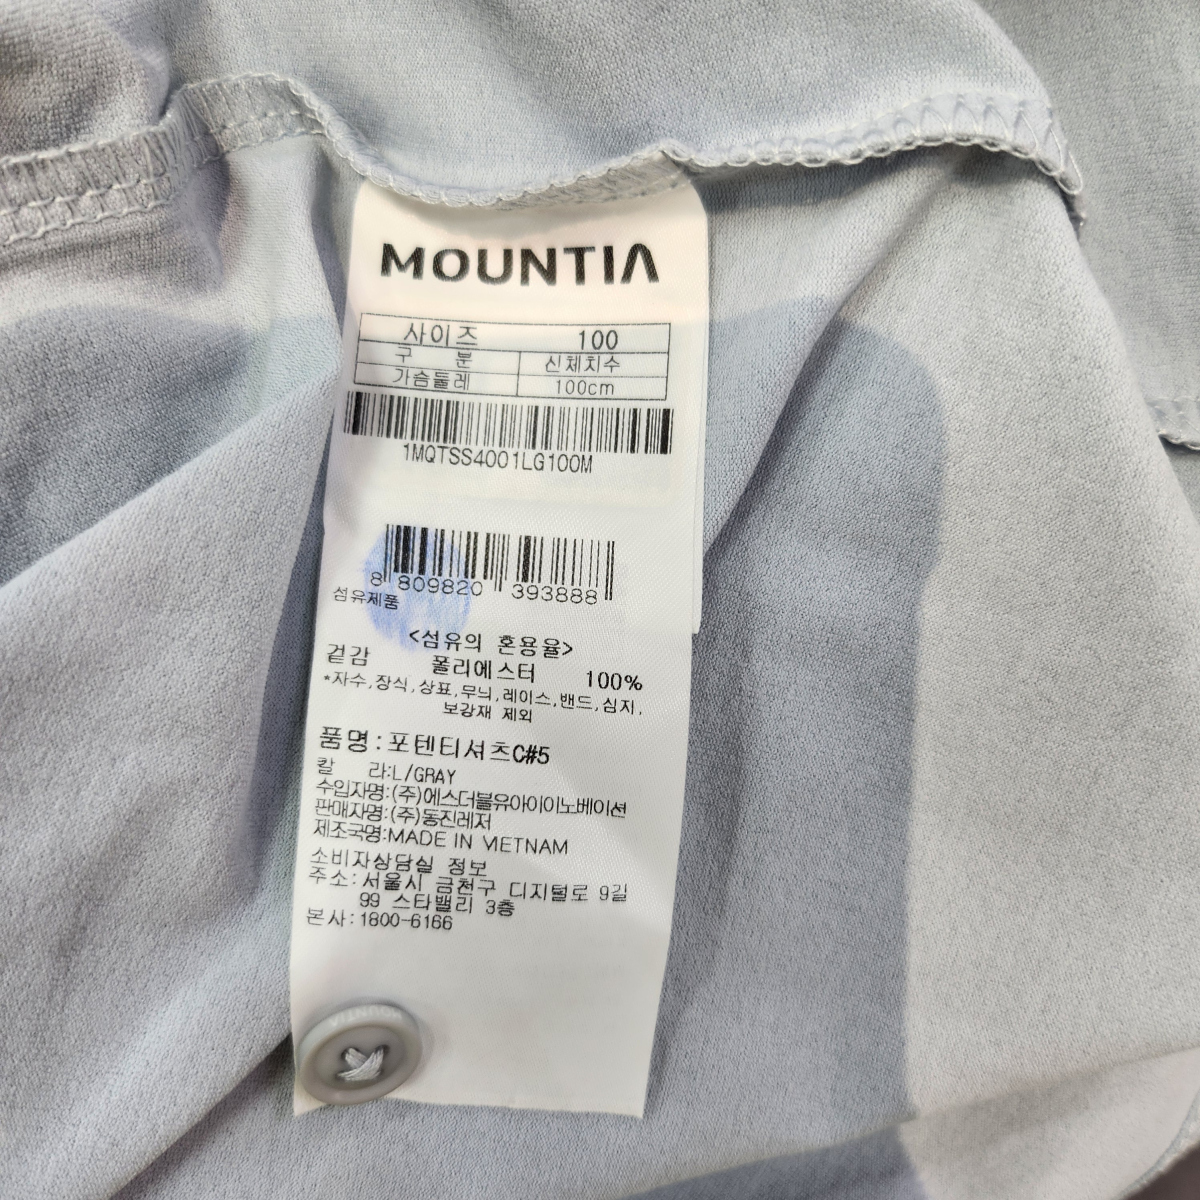 MOUNTIA
사이즈 100
구 분 신체치수
가슴둘레 100cm
1MQTSS4001LG100M
8 809820 393888
섬유제품
<섬유의 혼용율>
겉감 폴리에스터 100%
*자수,장식,상표,무늬,레이스,밴드,심지,
보강재 제외
품명:포텐티셔츠C#5
칼 라:L/GRAY
수입자명:(주)에스더블유아이이노베이션
판매자명:(주)동진레저
제조국명:MADE IN VIETNAM
소비자상담실 정보
주소:서울시 금천구 디지털로 9길
99 스타밸리 3층
본사:1800-6166